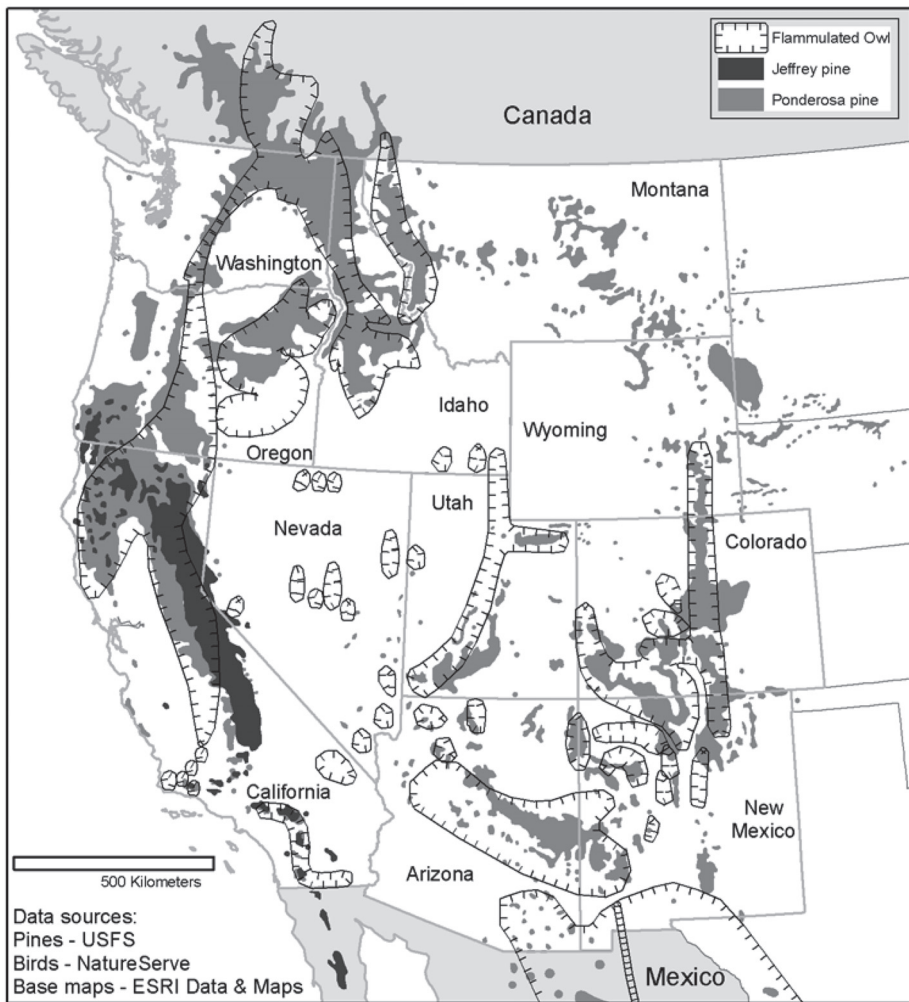 Flammulated Owl
Jeffrey pine
Ponderosa pine
Canada
Montana
Washington
Idaho
Wyoming
Oregon
Utah
Nevada
Colorado
California
New
Mexico
Arizona
500 Kilometers
Data sources:
Pines - USFS
Birds - NatureServe
Base maps - ESRI Data & Maps
Mexico